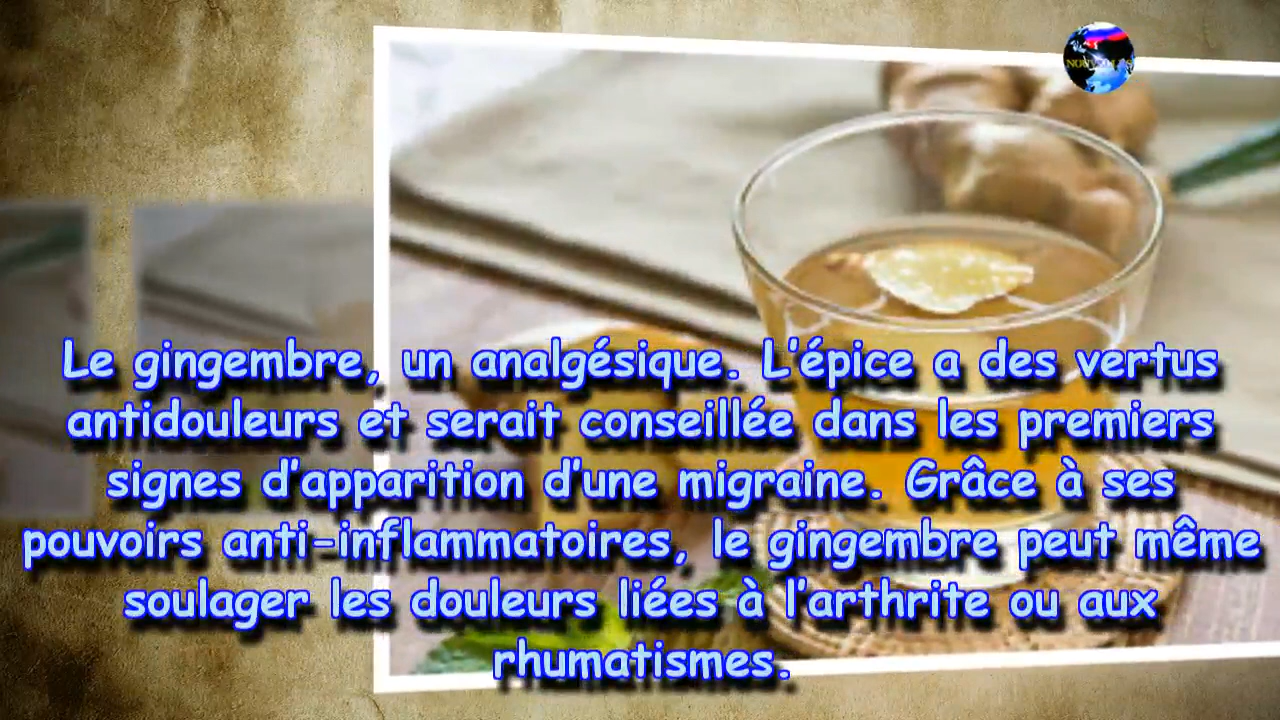 NOUVELLES
Le gingembre, un analgésique. L'épice a des vertus
antidouleurs et serait conseillée dans les premiers
signes d'apparition d'une migraine. Grâce à ses
pouvoirs anti-inflammatoires, le gingembre peut même
soulager les douleurs liées à l'arthrite ou aux
rhumatismes.